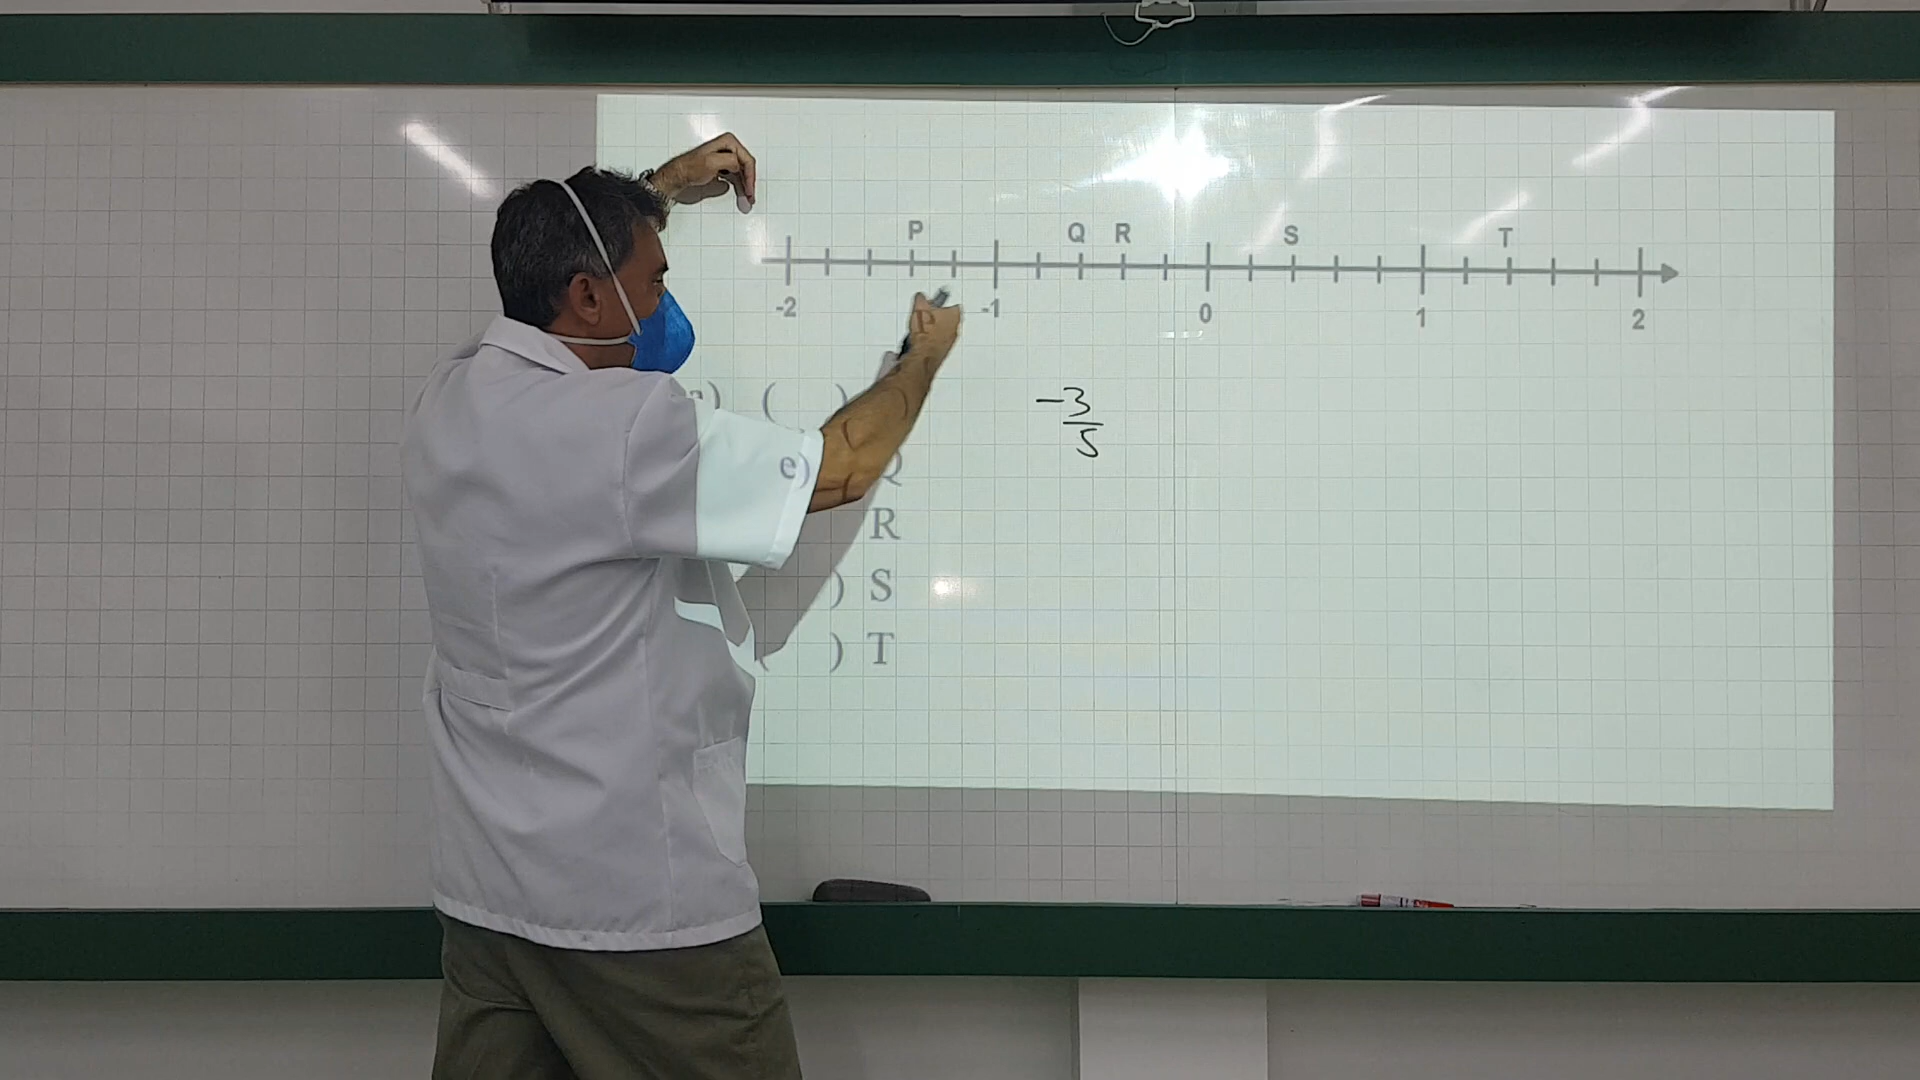 P Q R S T
-2 -1 0 1 2
P
a) ( )
-3/5
e) Q
R
) S
( ) T